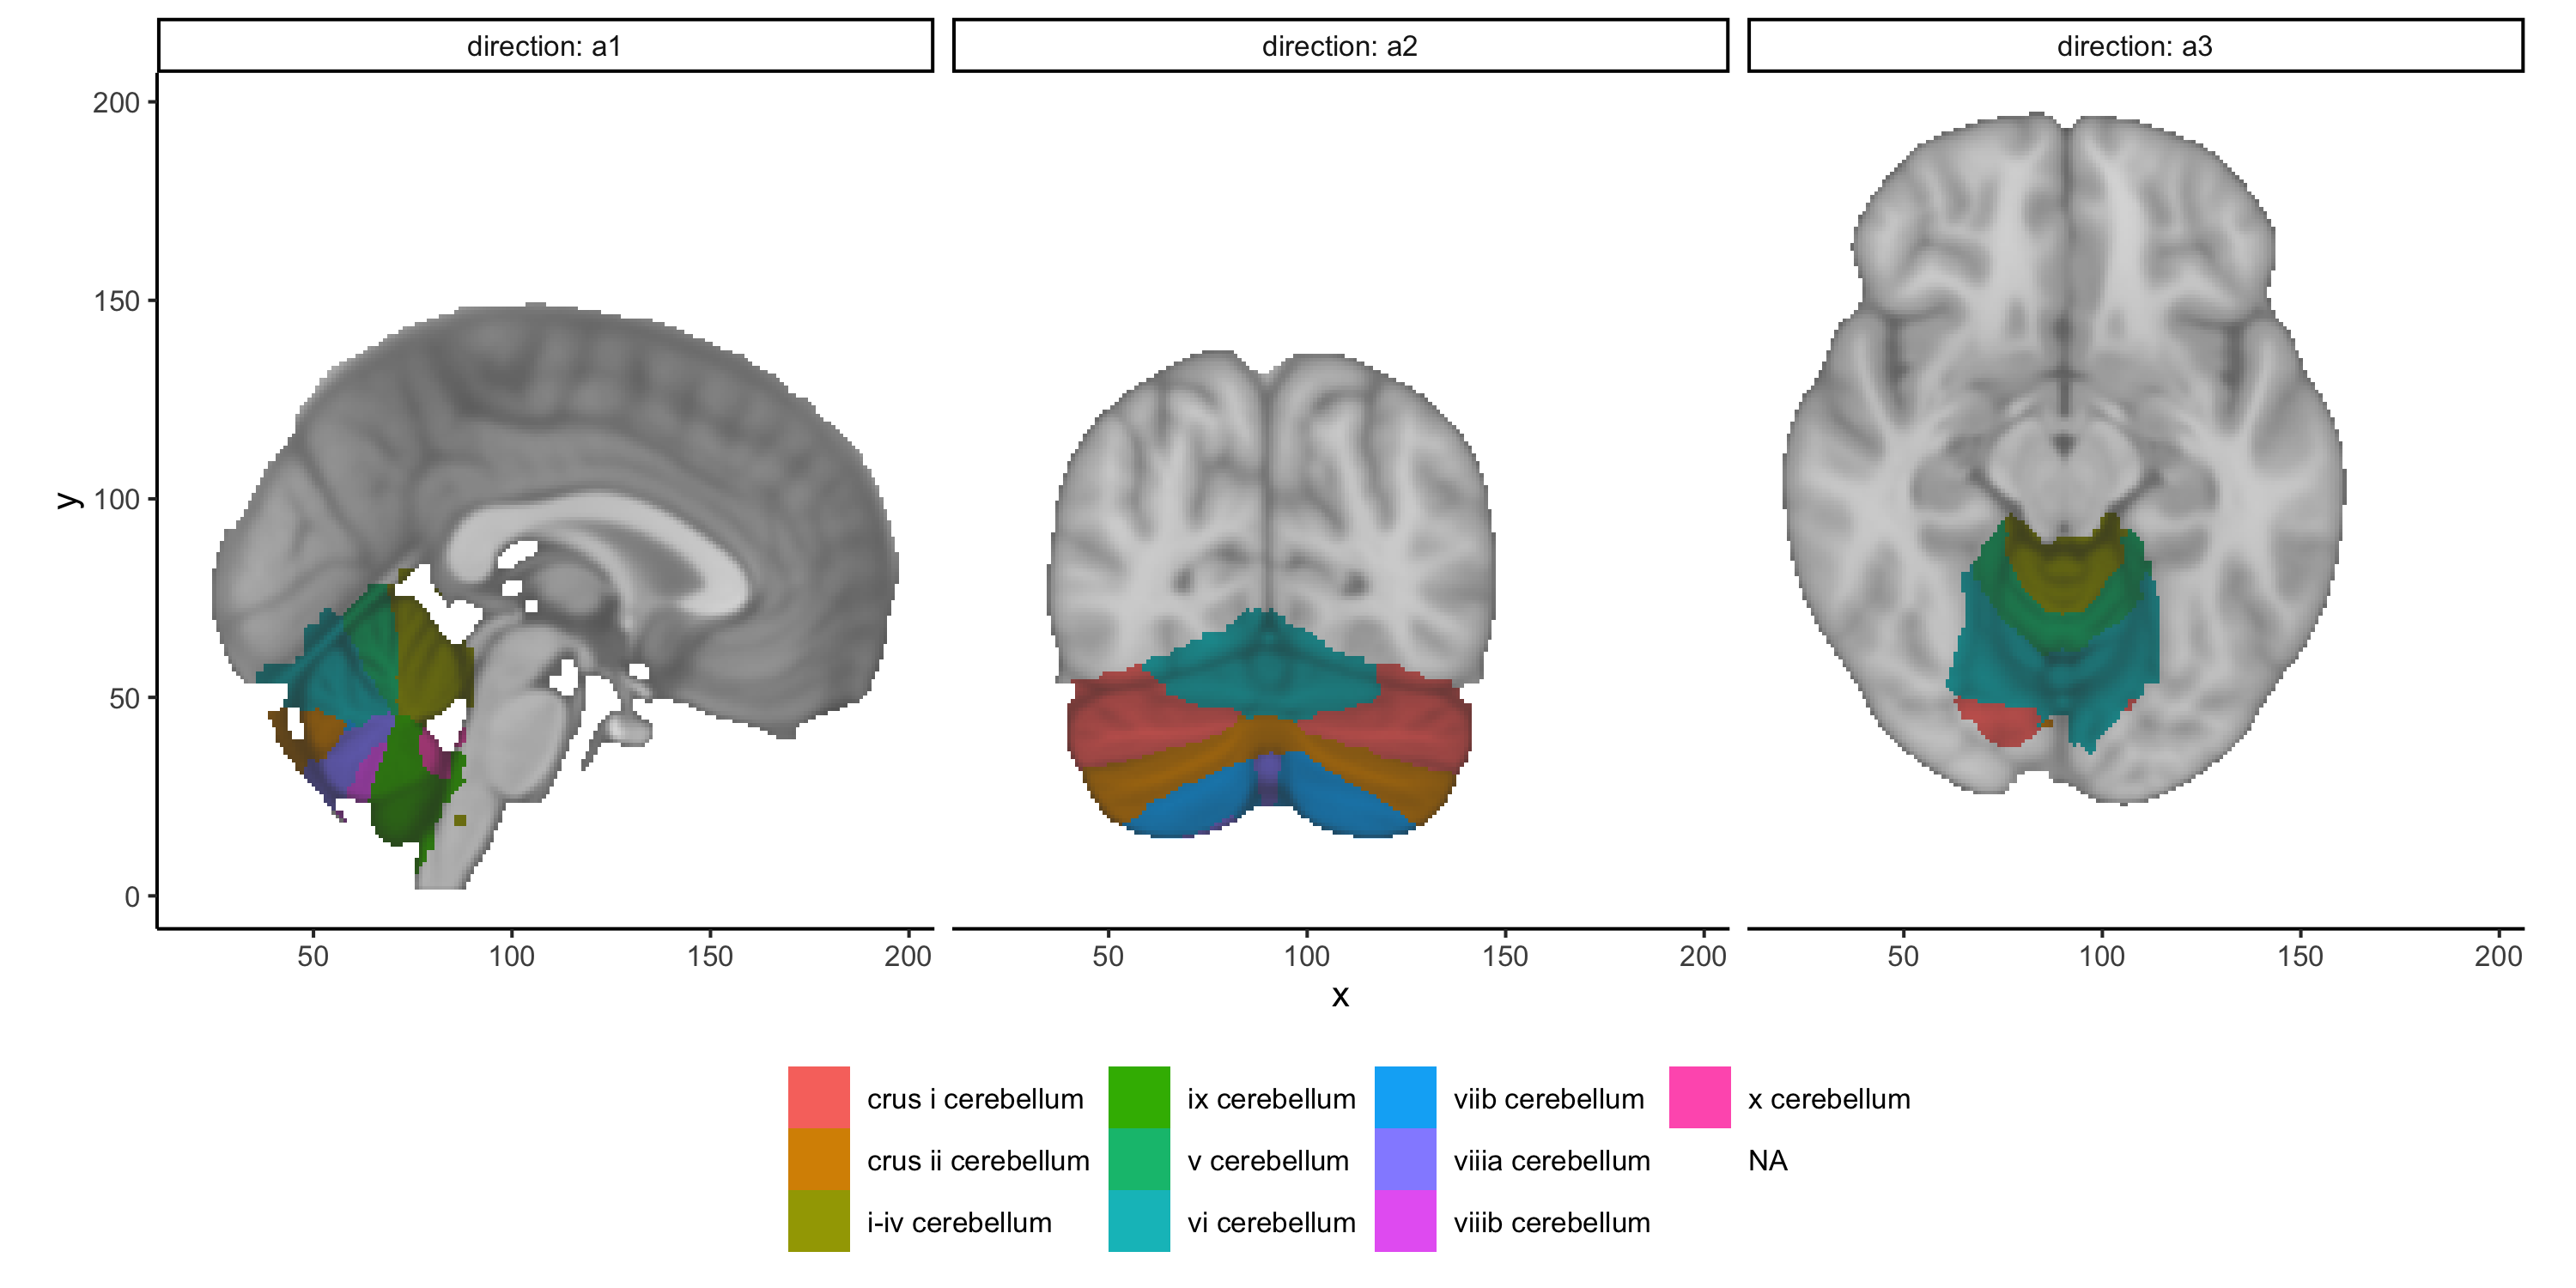 direction: a1
direction: a2
direction: a3
200
150
100
50
0
y
50 100 150 200
50 100 150 200
50 100 150 200
x
crus i cerebellum
crus ii cerebellum
i-iv cerebellum
ix cerebellum
v cerebellum
vi cerebellum
viib cerebellum
viiia cerebellum
viiib cerebellum
x cerebellum
NA